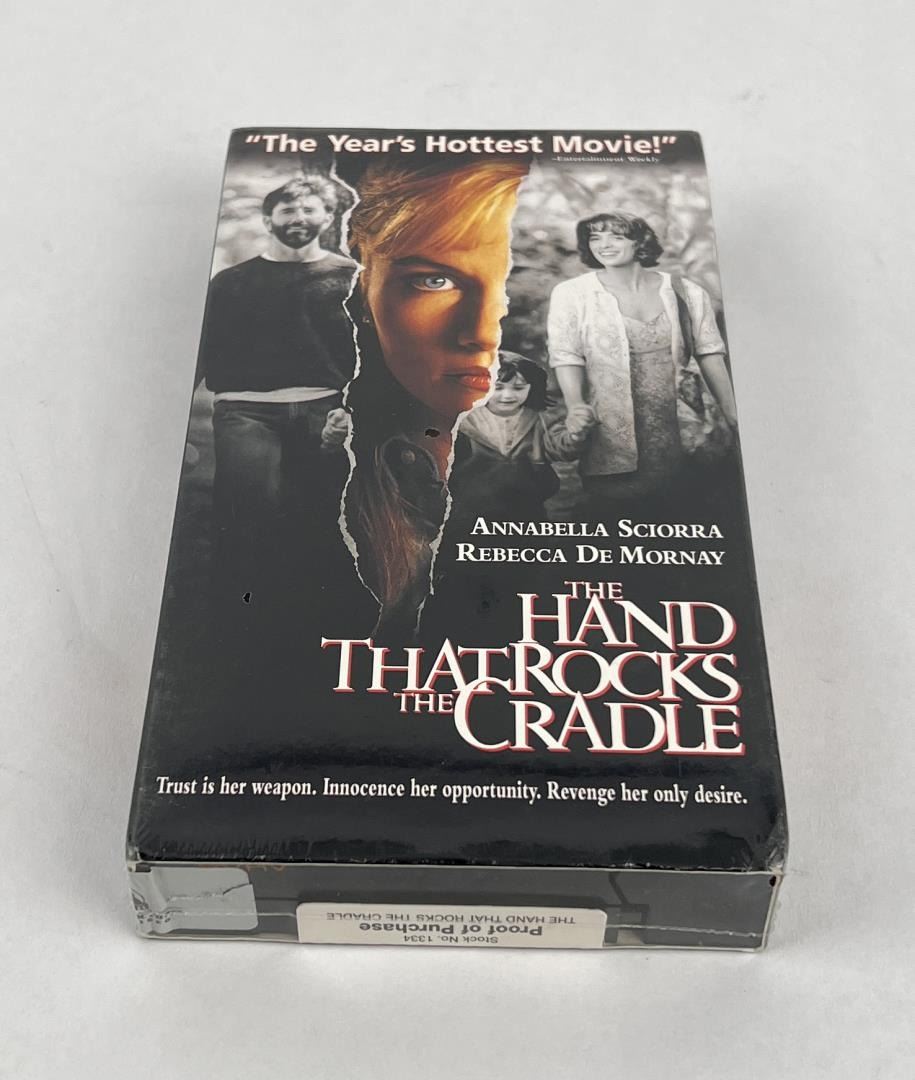 "The Year's Hottest Movie!"
-Entertainment Weekly
ANNABELLA SCIORRA
REBECCA DE MORNAY
THE
HAND
THAT ROCKS
THE CRADLE
Trust is her weapon. Innocence her opportunity. Revenge her only desire.
Stock No. 1334
Proof of Purchase
THE HAND THAT ROCKS THE CRADLE